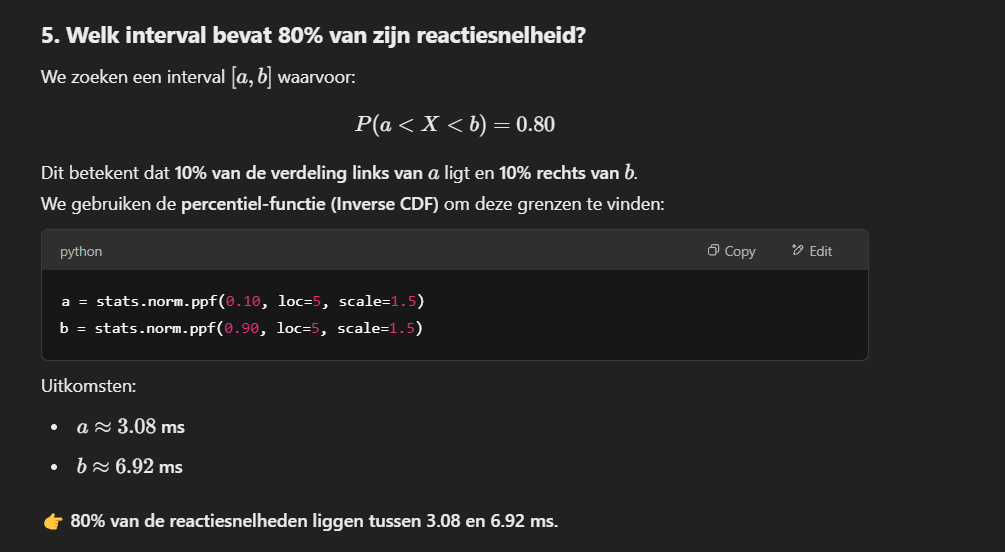 5. Welk interval bevat 80% van zijn reactiesnelheid?
We zoeken een interval [a, b] waarvoor:
P(a < X < b) = 0.80
Dit betekent dat 10% van de verdeling links van a ligt en 10% rechts van b.
We gebruiken de percentiel-functie (Inverse CDF) om deze grenzen te vinden:
python Copy Edit
a = stats.norm.ppf(0.10, loc=5, scale=1.5)
b = stats.norm.ppf(0.90, loc=5, scale=1.5)
Uitkomsten:
• a ≈ 3.08 ms
• b ≈ 6.92 ms
👉 80% van de reactiesnelheden liggen tussen 3.08 en 6.92 ms.